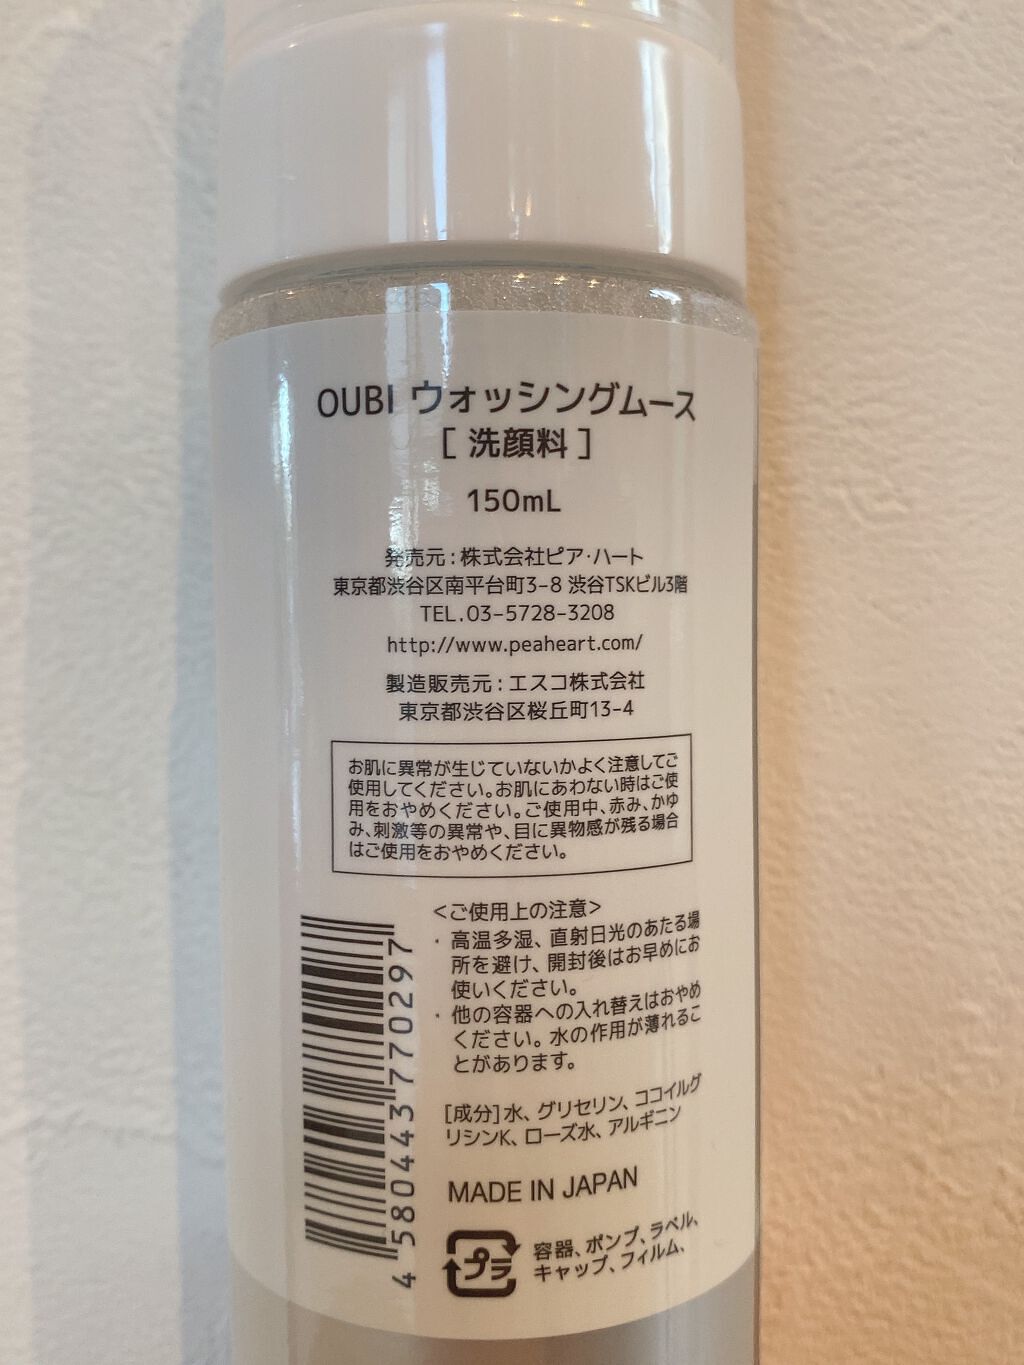 OUBI ウォッシングムース
[ 洗顔料 ]
150mL
発売元：株式会社ピア・ハート
東京都渋谷区南平台町3-8 渋谷TSKビル3階
TEL.03-5728-3208
http://www.peaheart.com/
製造販売元：エスコ株式会社
東京都渋谷区桜丘町13-4
お肌に異常が生じていないかよく注意してご
使用してください。お肌にあわない時はご使
用をおやめください。ご使用中、赤み、かゆ
み、刺激等の異常や、目に異物感が残る場合
はご使用をおやめください。
＜ご使用上の注意＞
・高温多湿、直射日光のあたる場
所を避け、開封後はお早めにお
使いください。
・他の容器への入れ替えはおやめ
ください。水の作用が薄れるこ
とがあります。
[成分]水、グリセリン、ココイルグ
リシンK、ローズ水、アルギニン
MADE IN JAPAN
プラ
容器、ポンプ、ラベル、
キャップ、フィルム、
4 580443 770297